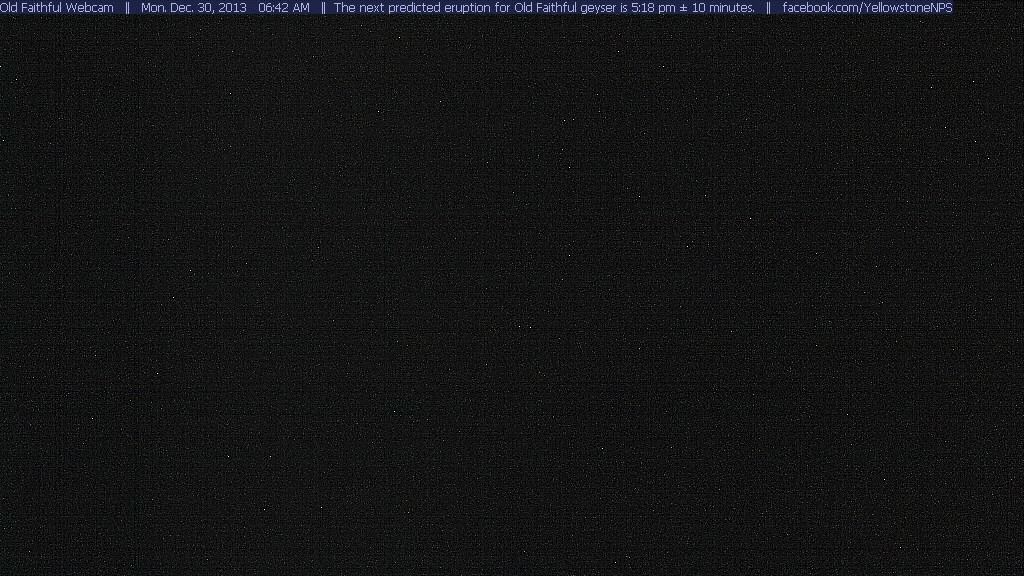 Old Faithful Webcam || Mon. Dec. 30, 2013 06:42 AM || The next predicted eruption for Old Faithful geyser is 5:18 pm ± 10 minutes. || facebook.com/YellowstoneNPS